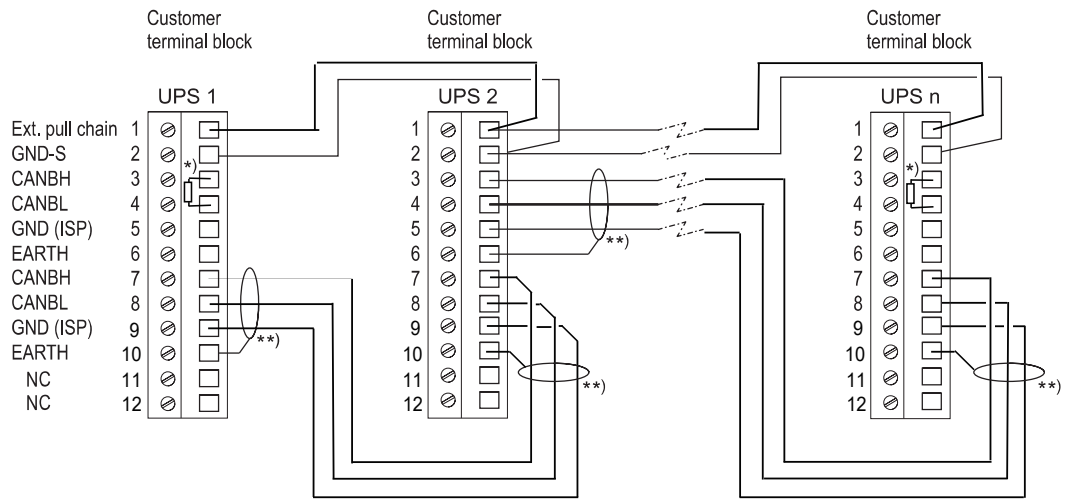 Customer terminal block
Customer terminal block
Customer terminal block
UPS 1
UPS 2
UPS n
Ext. pull chain 1
GND-S 2
CANBH 3
CANBL 4
GND (ISP) 5
EARTH 6
CANBH 7
CANBL 8
GND (ISP) 9
EARTH 10
NC 11
NC 12
*)
**)
1
2
3
4
5
6
7
8
9
10
11
12
**)
**)
1
2
3
4
5
6
7
8
9
10
11
12
*)
**)